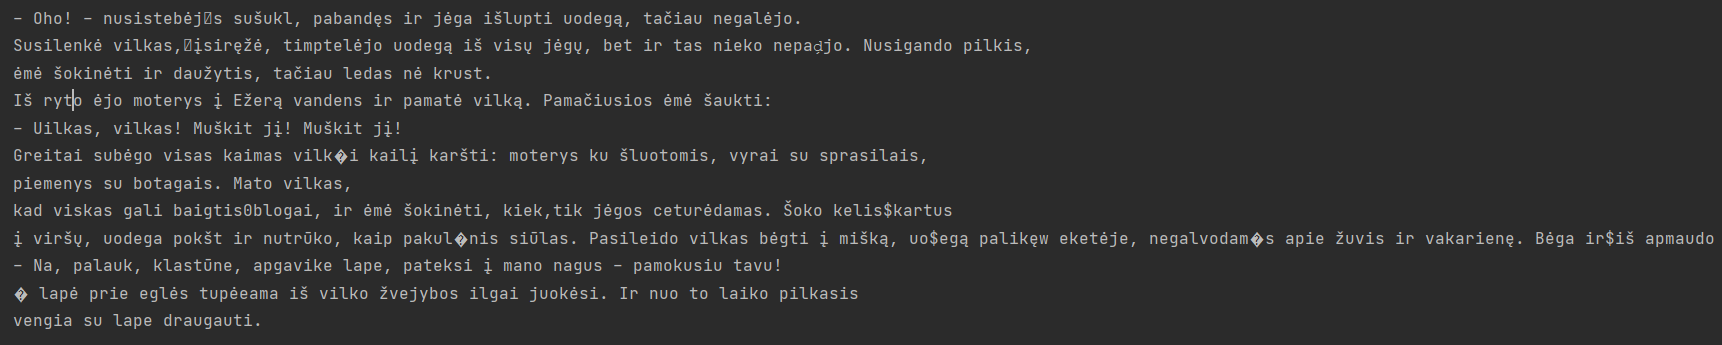 – Oho! – nusistebėj␕s sušukl, pabandęs ir jėga išlupti uodegą, tačiau negalėjo.
Susilenkė vilkas,įsiręžė, timptelėjo uodegą iš visų jėgų, bet ir tas nieko Nusigando pilkis,
ėmė šokinėti ir daužytis, tačiau ledas nė krust.
Iš ryto ėjo moterys į Ežerą vandens ir pamatė vilką. Pamačiusios ėmė šaukti:
– Uilkas, vilkas! Muškit jį! Muškit jį!
Greitai subėgo visas kaimas vilk�i kailį karšti: moterys ku šluotomis, vyrai su sprasilais,
piemenys su botagais. Mato vilkas,
kad viskas gali baigtis0blogai, ir ėmė šokinėti, kiek,tik jėgos ceturėdamas. Šoko kelis$kartus
į viršų, uodega pokšt ir nutrūko, kaip pakul�nis siūlas. Pasileido vilkas bėgti į mišką, uo$egą palikęw eketėje, negalvodam�s apie žuvis ir vakarienę. Bėga ir$iš apmaudo
– Na, palauk, klastūne, apgavike lape, pateksi į mano nagus – pamokusiu tavu!
� lapė prie eglės tupėeama iš vilko žvejybos ilgai juokėsi. Ir nuo to laiko pilkasis
vengia su lape draugauti.